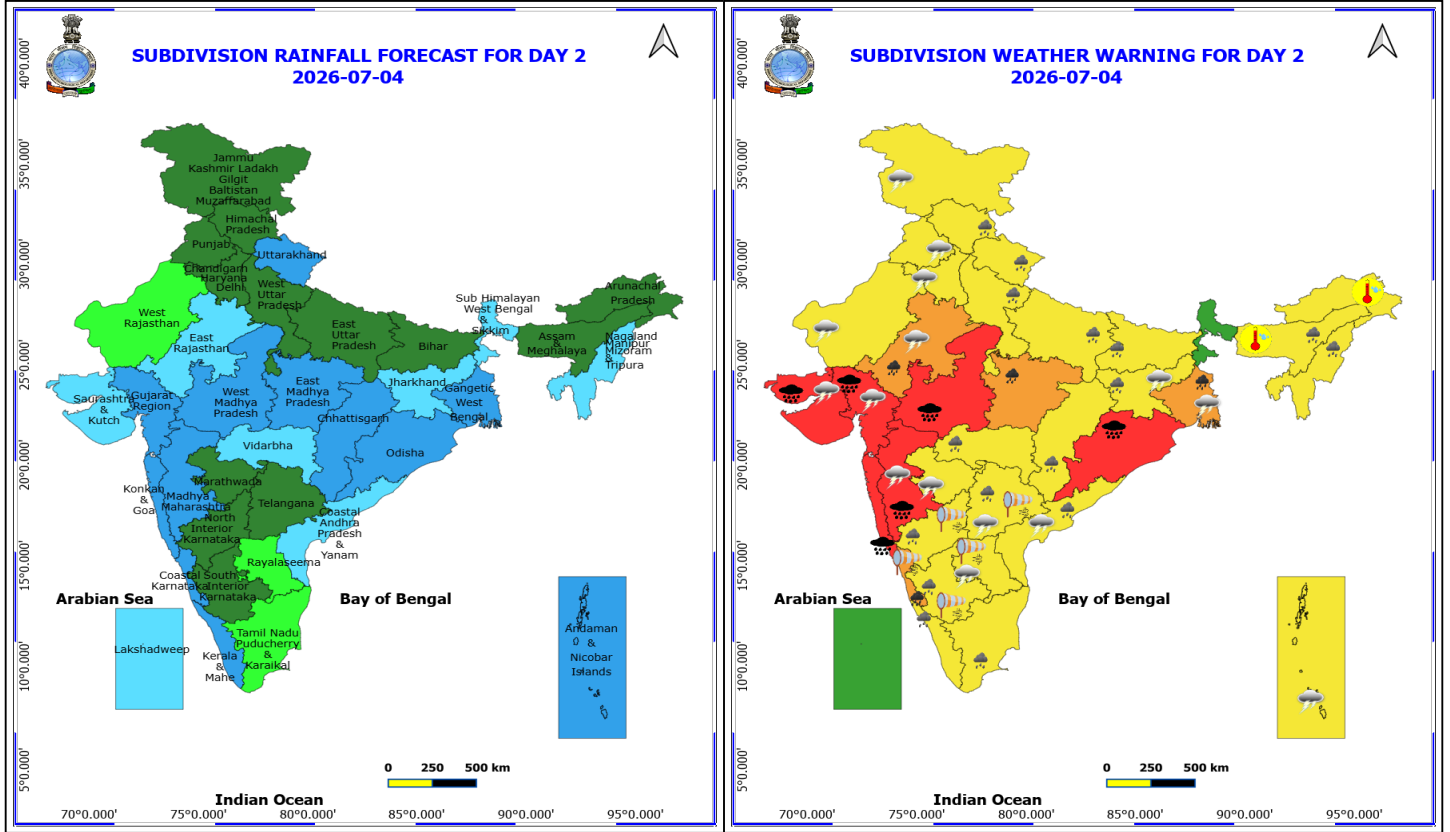 SUBDIVISION RAINFALL FORECAST FOR DAY 2
2026-07-04
40°0.000'
35°0.000'
30°0.000'
25°0.000'
20°0.000'
15°0.000'
10°0.000'
5°0.000'
Jammu
Kashmir Ladakh
Gilgit
Baltistan
Muzaffarabad
Himachal
Pradesh
Punjab
Uttarakhand
Chandigarh
Haryana
Delhi
West
Uttar
Pradesh
Arunachal
Pradesh
Sub Himalayan
West Bengal
&
Sikkim
West
Rajasthan
East
Rajasthan
East
Uttar
Pradesh
Bihar
Assam
&
Meghalaya
Nagaland
Manipur
Mizoram
&
Tripura
Saurashtra
&
Kutch
Gujarat
Region
West
Madhya
Pradesh
East
Madhya
Pradesh
Jharkhand
Gangetic
West
Bengal
Chhattisgarh
Vidarbha
Odisha
Konkan
&
Goa
Madhya
Maharashtra
Marathwada
Telangana
North
Interior
Karnataka
Coastal
Andhra
Pradesh
&
Yanam
Rayalaseema
Coastal
Karnataka
South
Interior
Karnataka
Arabian Sea
Bay of Bengal
Lakshadweep
Kerala
&
Mahe
Tamil Nadu
Puducherry
&
Karaikal
Andaman
&
Nicobar
Islands
0 250 500 km
Indian Ocean
70°0.000' 75°0.000' 80°0.000' 85°0.000' 90°0.000' 95°0.000'
SUBDIVISION WEATHER WARNING FOR DAY 2
2026-07-04
40°0.000'
35°0.000'
30°0.000'
25°0.000'
20°0.000'
15°0.000'
10°0.000'
5°0.000'
Arabian Sea
Bay of Bengal
0 250 500 km
Indian Ocean
70°0.000' 75°0.000' 80°0.000' 85°0.000' 90°0.000' 95°0.000'